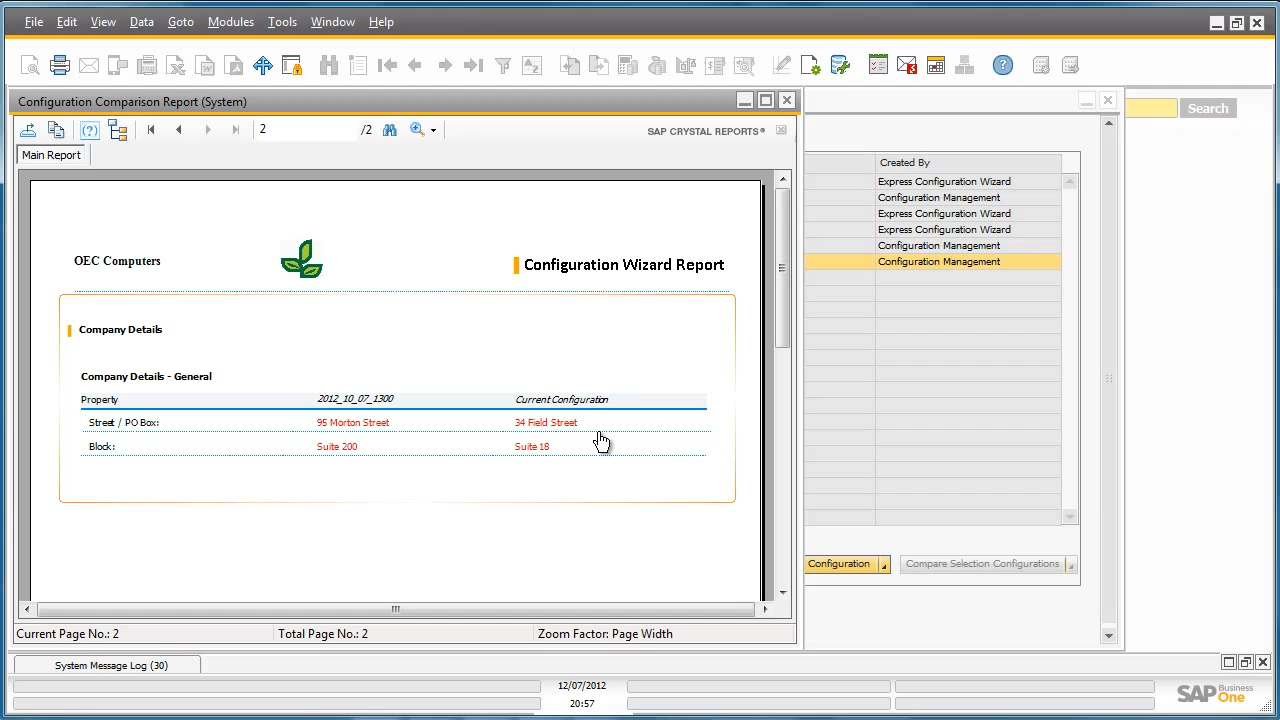 File Edit View Data Goto Modules Tools Window Help
Configuration Comparison Report (System)
2 /2 SAP CRYSTAL REPORTS®
Search
Main Report
Created By
Express Configuration Wizard
Configuration Management
Express Configuration Wizard
Express Configuration Wizard
Configuration Management
Configuration Management
OEC Computers
Configuration Wizard Report
Company Details
Company Details - General
Property 2012_10_07_1300 Current Configuration
Street / PO Box: 95 Morton Street 34 Field Street
Block: Suite 200 Suite 18
Configuration Compare Selection Configurations
Current Page No.: 2 Total Page No.: 2 Zoom Factor: Page Width
System Message Log (30)
12/07/2012
20:57
SAP Business One